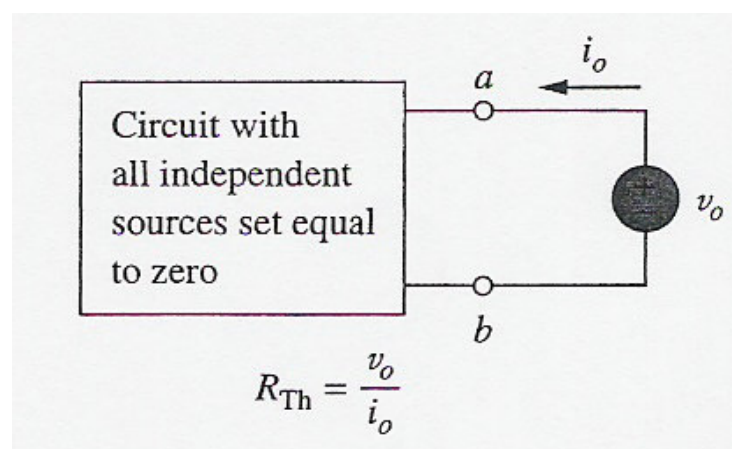 i_o
a
Circuit with
all independent
sources set equal
to zero
+
v_o
b
R_Th = v_o / i_o